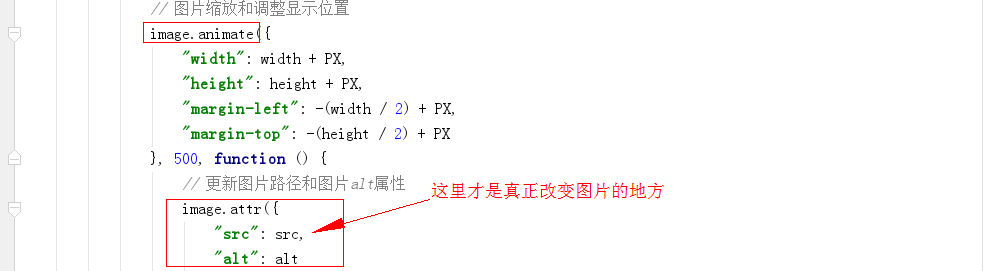 // 图片缩放和调整显示位置
image.animate({
"width": width + PX,
"height": height + PX,
"margin-left": -(width / 2) + PX,
"margin-top": -(height / 2) + PX
}, 500, function () {
// 更新图片路径和图片alt属性
这里才是真正改变图片的地方
image.attr({
"src": src,
"alt": alt